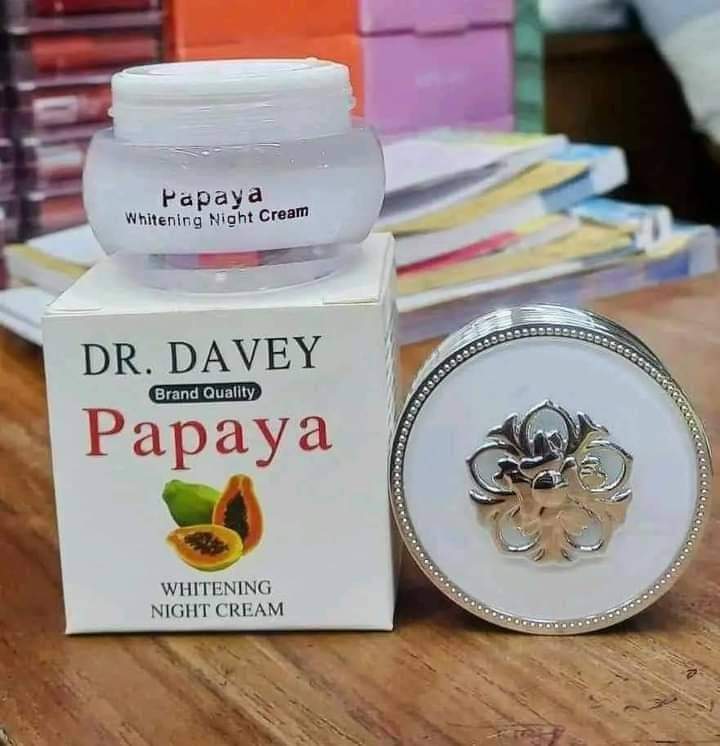 Papaya
Whitening Night Cream
DR. DAVEY
Brand Quality
Papaya
WHITENING
NIGHT CREAM